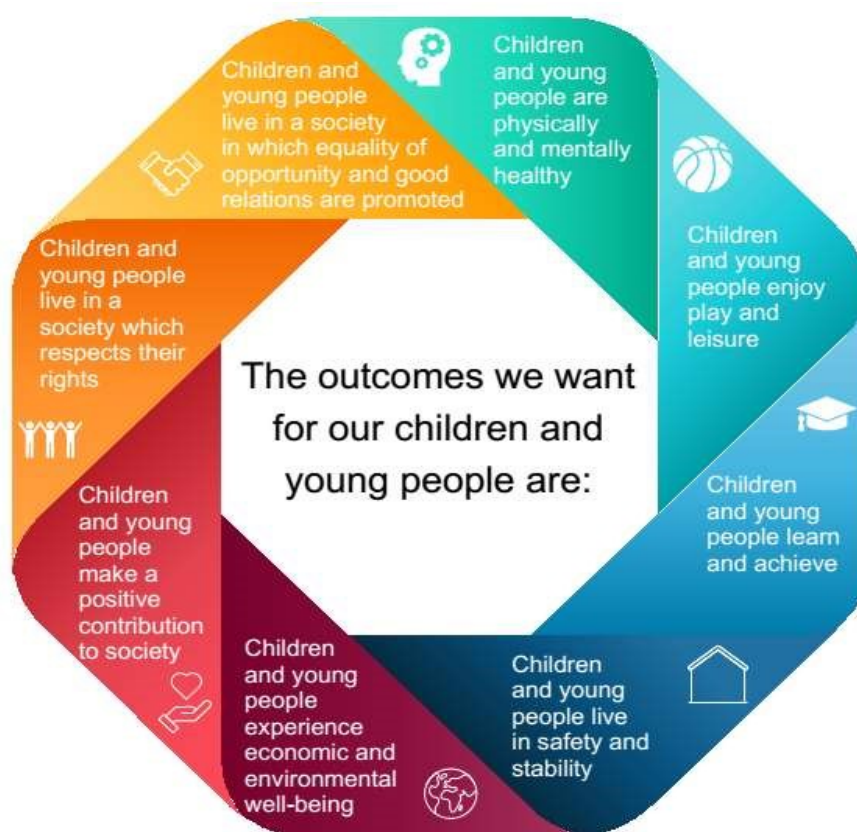 The outcomes we want
for our children and
young people are:
Children
and young
people are
physically
and mentally
healthy
Children
and young
people enjoy
play and
leisure
Children
and young
people learn
and achieve
Children
and young
people live
in safety and
stability
Children
and young
people
experience
economic and
environmental
well-being
Children
and young
people
make a
positive
contribution
to society
Children and
young people
live in a
society which
respects their
rights
Children and
young people
live in a society
in which equality of
opportunity and good
relations are promoted